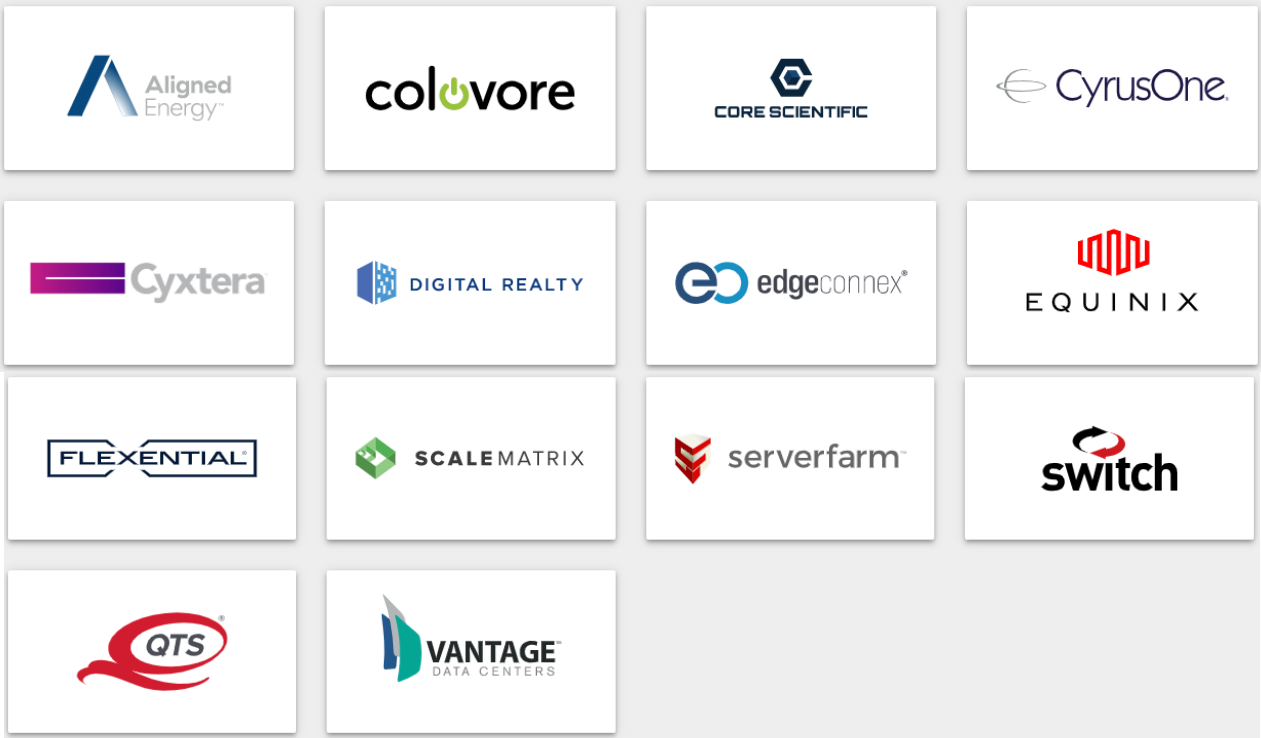 Aligned
Energy™
colovore
CORE SCIENTIFIC
CyrusOne.
Cyxtera
DIGITAL REALTY
edgeconnex®
EQUINIX
FLEXENTIAL®
SCALEMATRIX
serverfarm™
switch
QTS®
VANTAGE™
DATA CENTERS